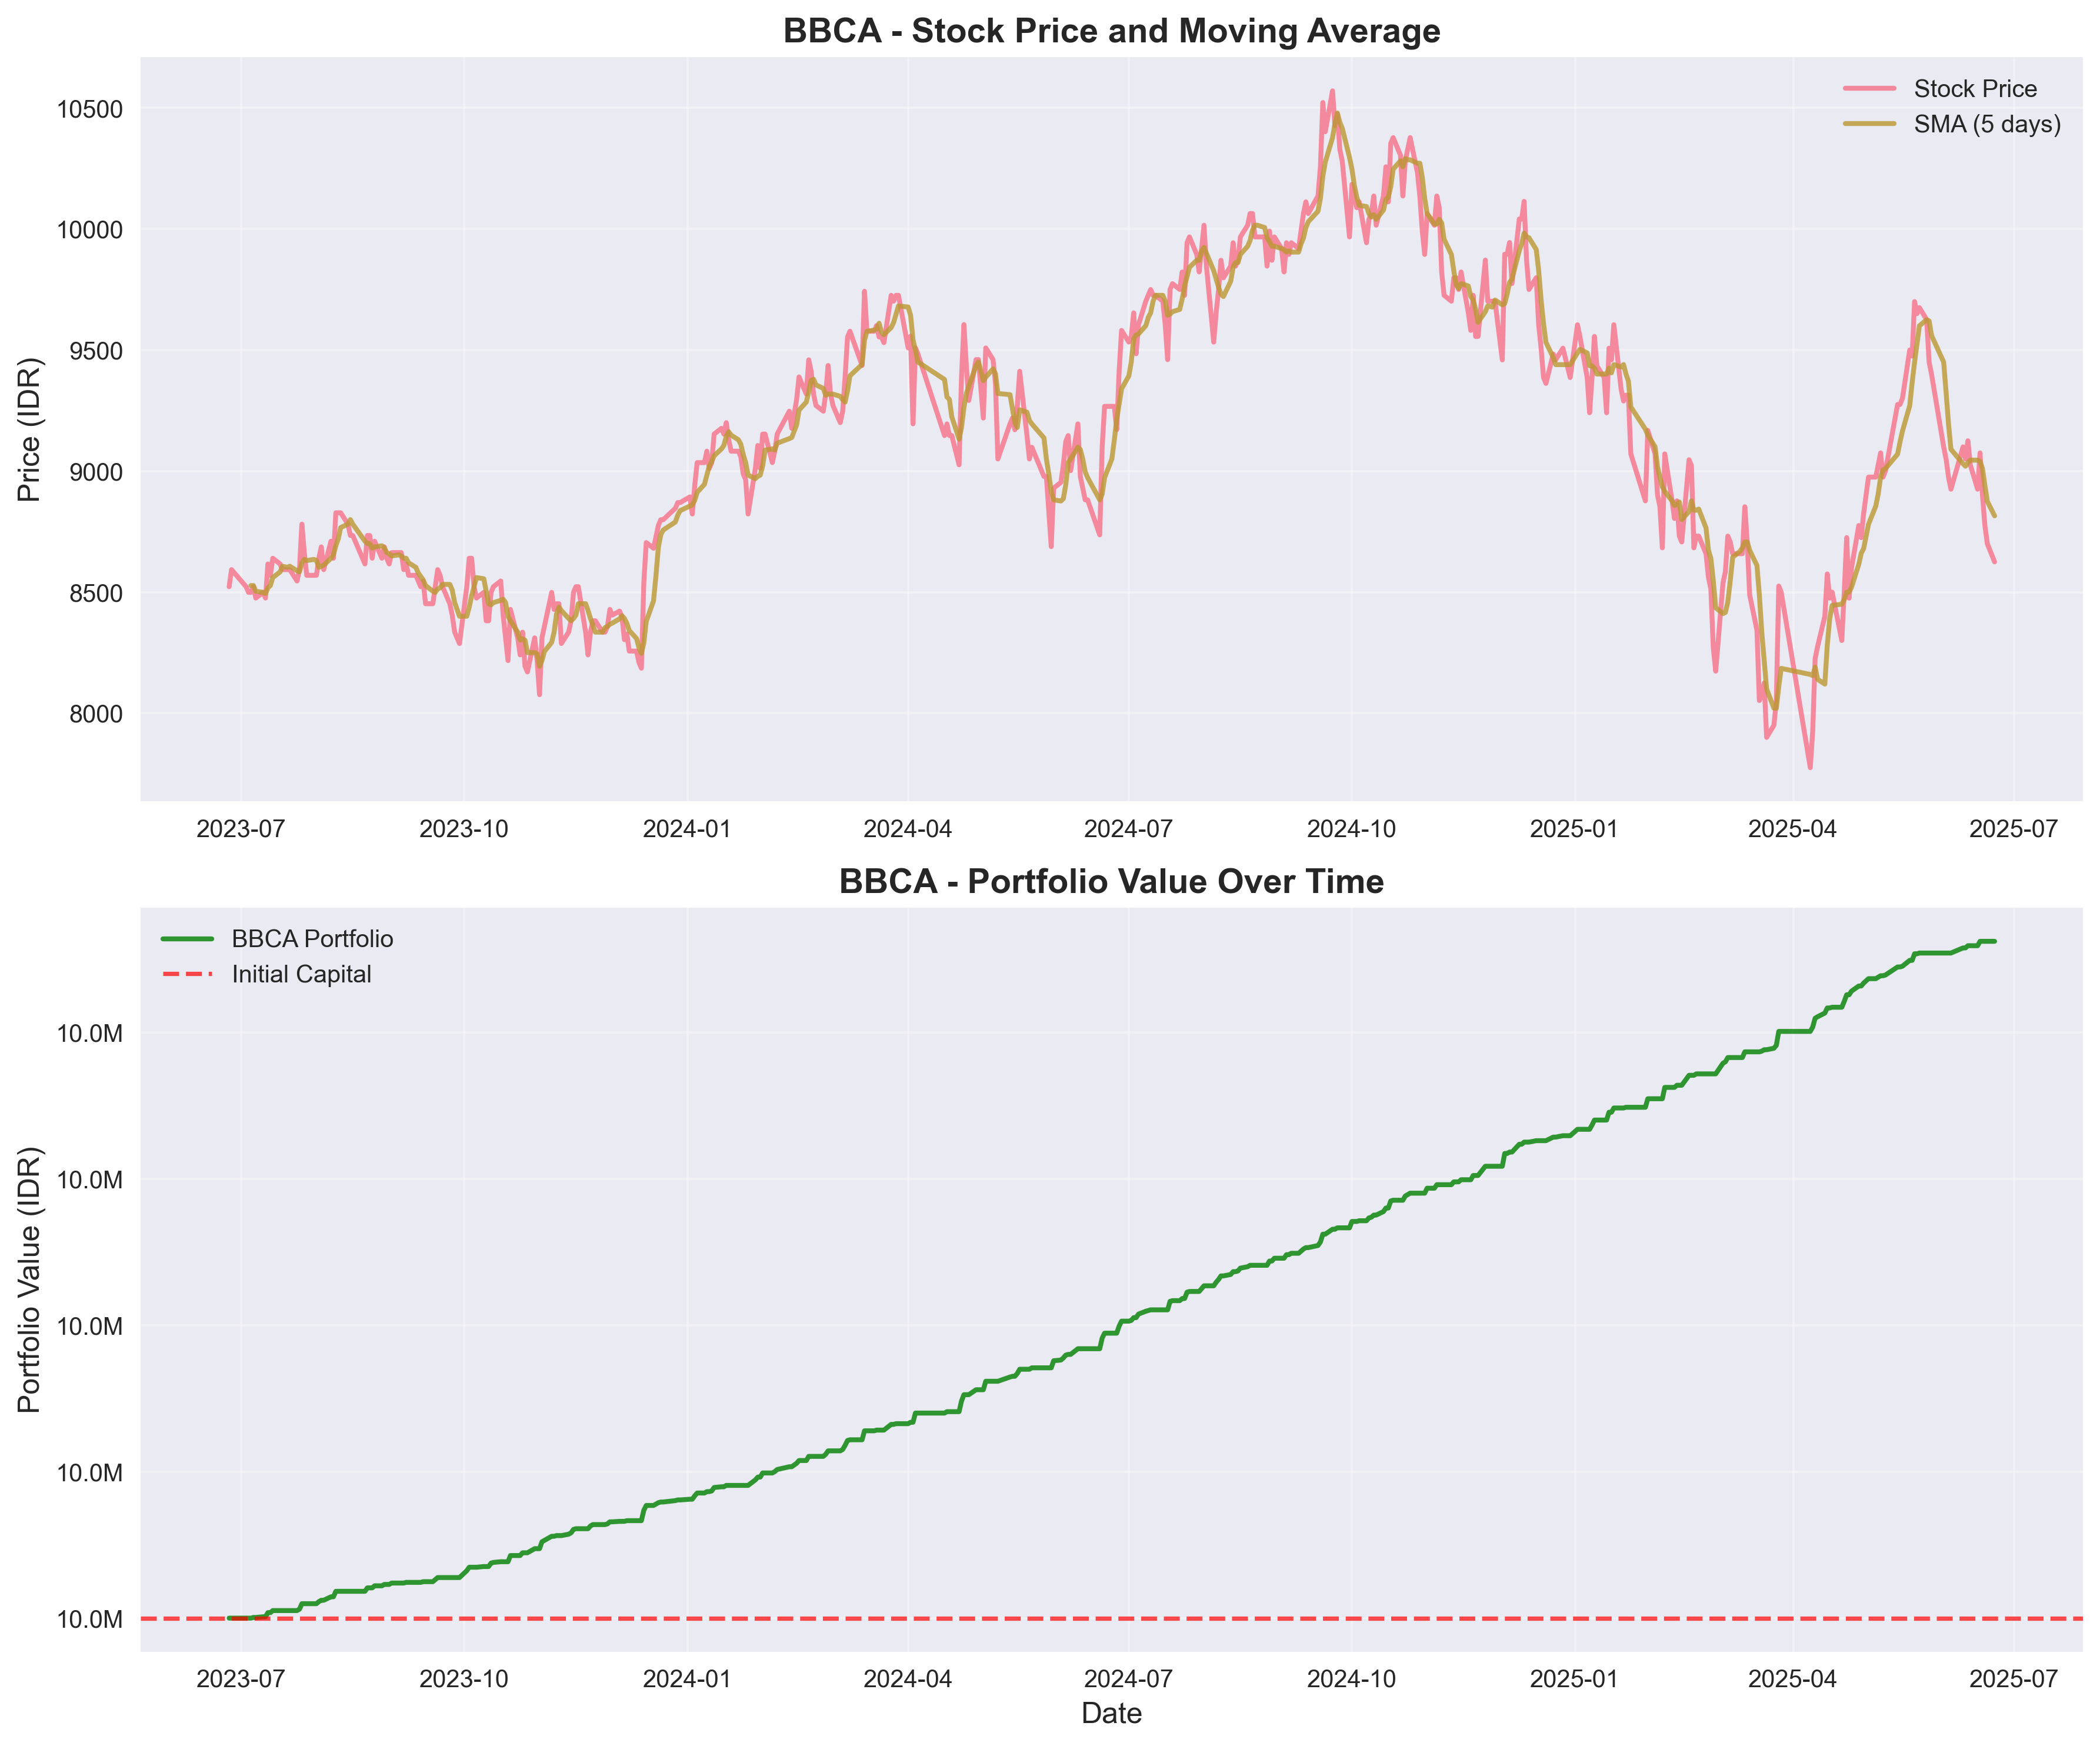 BBCA - Stock Price and Moving Average
Stock Price
SMA (5 days)
Price (IDR)
10500
10000
9500
9000
8500
8000
2023-07 2023-10 2024-01 2024-04 2024-07 2024-10 2025-01 2025-04 2025-07
BBCA - Portfolio Value Over Time
BBCA Portfolio
Initial Capital
Portfolio Value (IDR)
10.0M
10.0M
10.0M
10.0M
10.0M
2023-07 2023-10 2024-01 2024-04 2024-07 2024-10 2025-01 2025-04 2025-07
Date